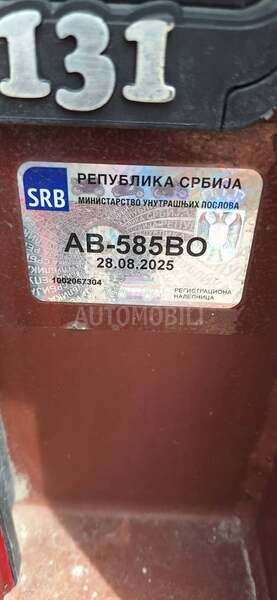 131
SRB
РЕПУБЛИКА СРБИЈА
МИНИСТАРСТВО УНУТРАШЊИХ ПОСЛОВА
AB-585BO
28.08.2025
1002067304
РЕГИСТРАЦИОНА
НАЛЕПНИЦА
AUTOMOBILI